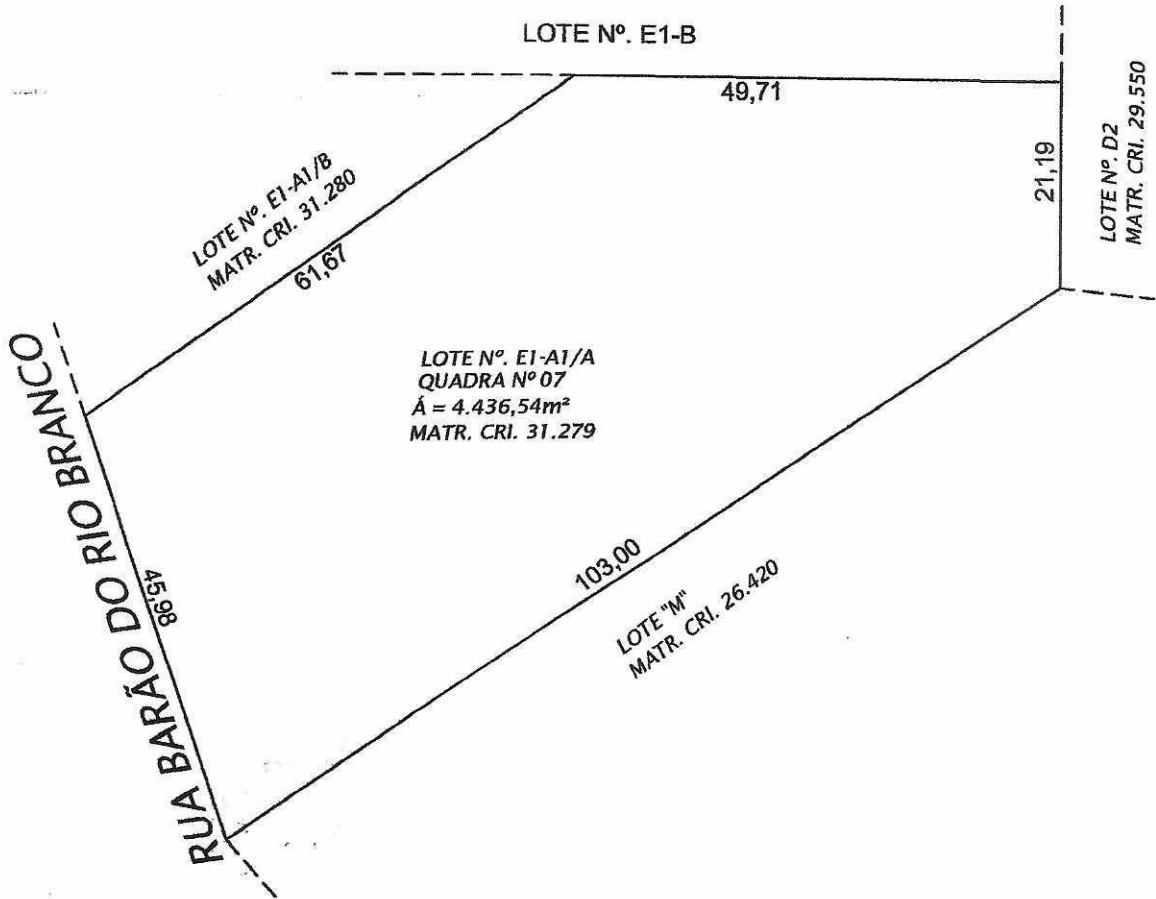 LOTE Nº. E1-B
49,71
21,19
LOTE Nº. D2
MATR. CRI. 29.550
LOTE Nº. E1-A1/B
MATR. CRI. 31.280
61,67
LOTE Nº. E1-A1/A
QUADRA Nº 07
Á = 4.436,54m²
MATR. CRI. 31.279
RUA BARÃO DO RIO BRANCO
45,98
103,00
LOTE "M"
MATR. CRI. 26.420